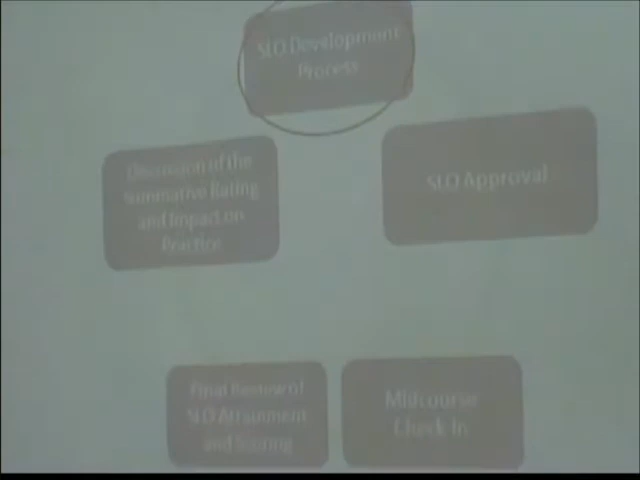 SLO Development
Process
SLO Approval
Midcourse
Check In
Final Review of
SLO Attainment
and Scoring
Discussion of the
Summative Rating
and Impact on
Practice